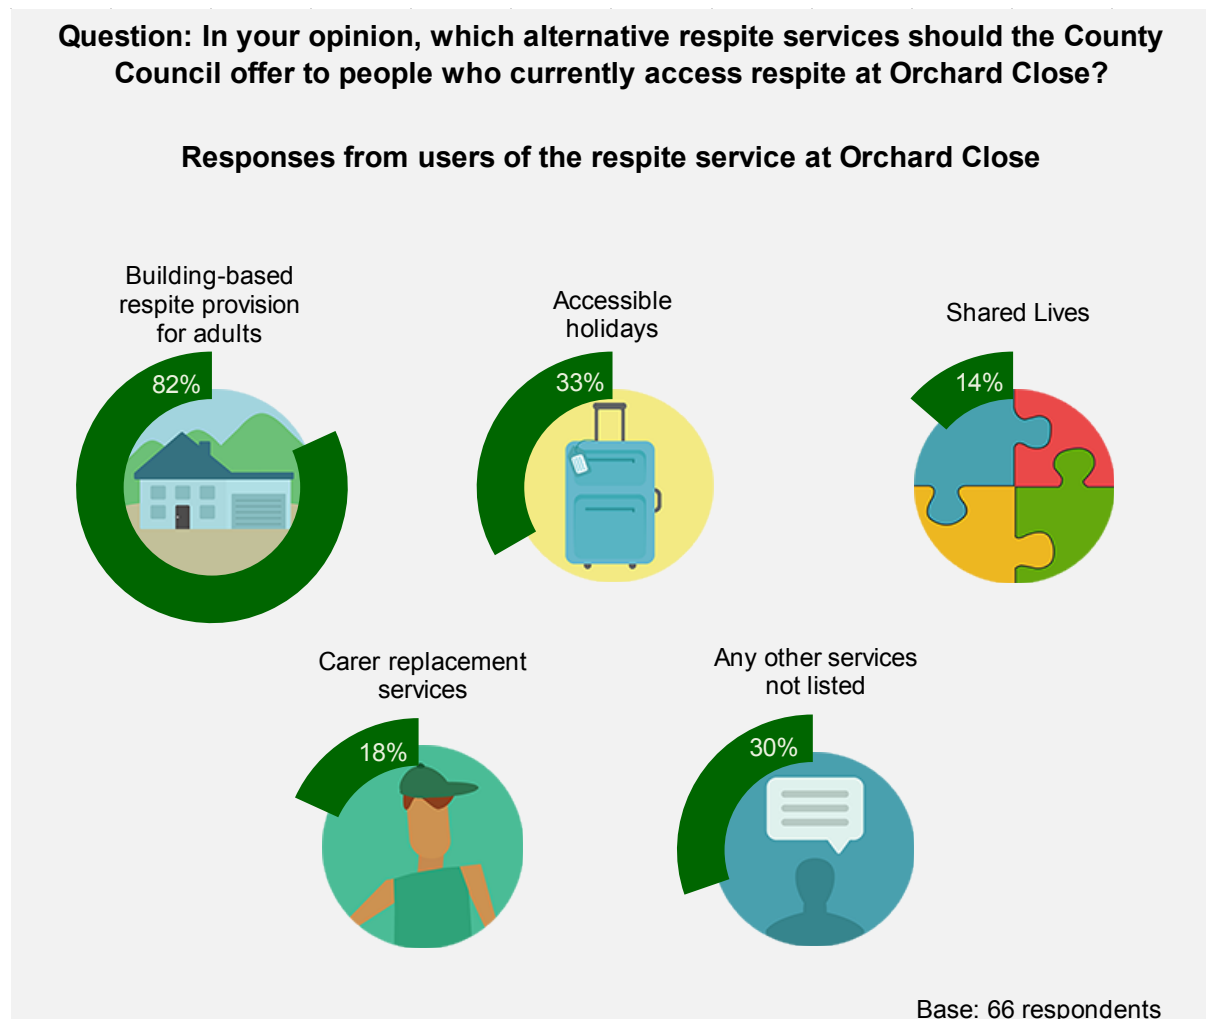 Question: In your opinion, which alternative respite services should the County
Council offer to people who currently access respite at Orchard Close?
Responses from users of the respite service at Orchard Close
Building-based
respite provision
for adults
82%
Accessible
holidays
33%
Shared Lives
14%
Carer replacement
services
18%
Any other services
not listed
30%
Base: 66 respondents